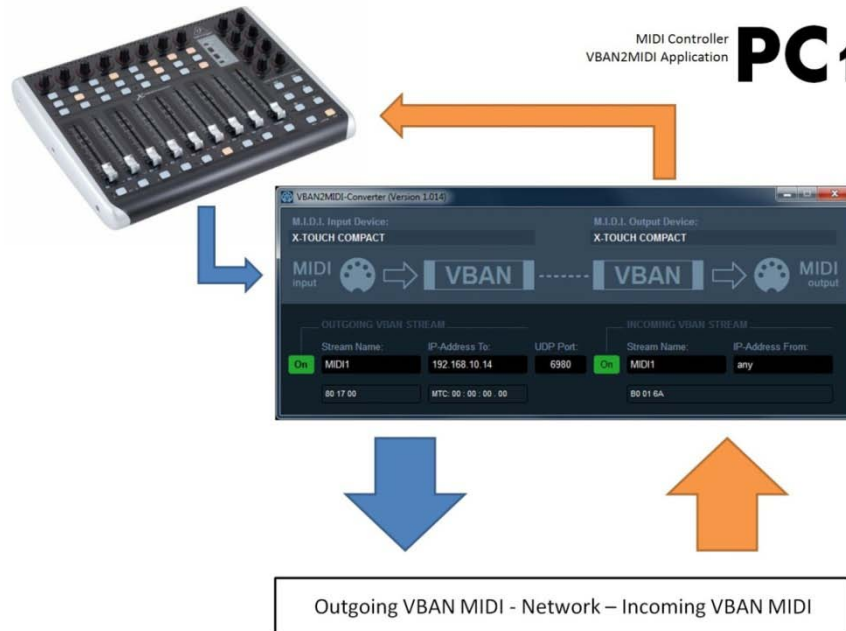 MIDI Controller
VBAN2MIDI Application
PC1
VBAN2MIDI-Converter (Version 1.014)
M.I.D.I. Input Device:
M.I.D.I. Output Device:
X-TOUCH COMPACT
X-TOUCH COMPACT
MIDI
input
VBAN
VBAN
MIDI
output
OUTGOING VBAN STREAM
INCOMING VBAN STREAM
Stream Name:
IP-Address To:
UDP Port:
Stream Name:
IP-Address From:
On
MIDI1
192.168.10.14
6980
On
MIDI1
any
80 17 00
MTC: 00 : 00 : 00 . 00
B0 01 6A
Outgoing VBAN MIDI - Network – Incoming VBAN MIDI